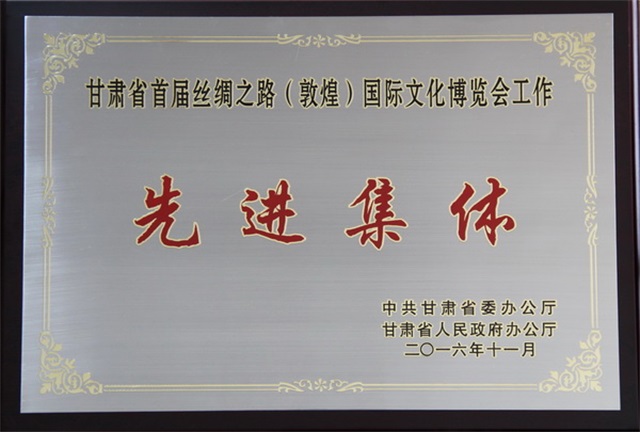 甘肃省首届丝绸之路（敦煌）国际文化博览会工作
先进集体
中共甘肃省委办公厅
甘肃省人民政府办公厅
二〇一六年十一月